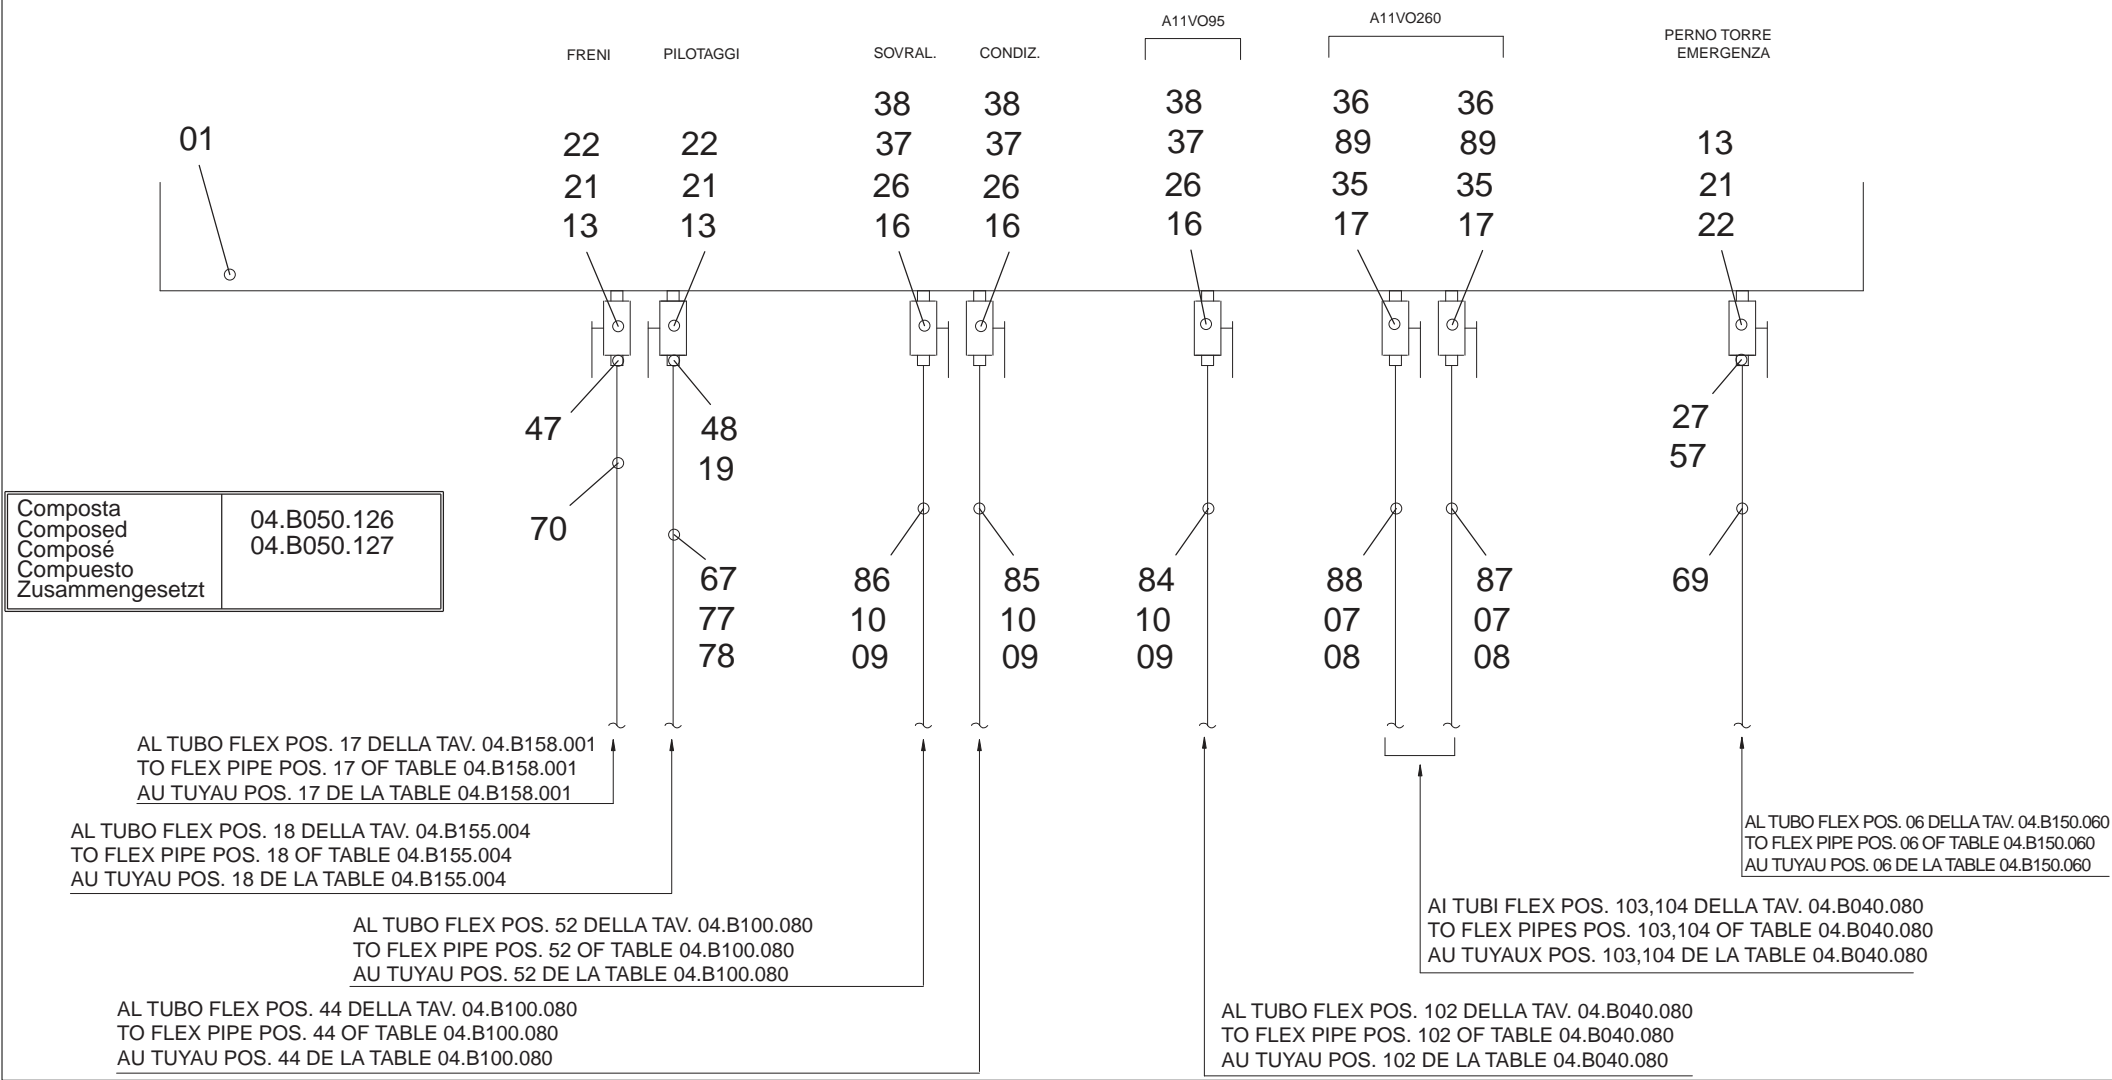 A11VO95
A11VO260
FRENI
PILOTAGGI
SOVRAL.
CONDIZ.
PERNO TORRE
EMERGENZA
01
22
21
13
22
21
13
38
37
26
16
38
37
26
16
38
37
26
16
36
89
35
17
36
89
35
17
13
21
22
47
70
48
19
67
77
78
86
10
09
85
10
09
84
10
09
88
07
08
87
07
08
27
57
69
Composta
Composed
Composé
Compuesto
Zusammengesetzt
04.B050.126
04.B050.127
AL TUBO FLEX POS. 17 DELLA TAV. 04.B158.001
TO FLEX PIPE POS. 17 OF TABLE 04.B158.001
AU TUYAU POS. 17 DE LA TABLE 04.B158.001
AL TUBO FLEX POS. 18 DELLA TAV. 04.B155.004
TO FLEX PIPE POS. 18 OF TABLE 04.B155.004
AU TUYAU POS. 18 DE LA TABLE 04.B155.004
AL TUBO FLEX POS. 52 DELLA TAV. 04.B100.080
TO FLEX PIPE POS. 52 OF TABLE 04.B100.080
AU TUYAU POS. 52 DE LA TABLE 04.B100.080
AL TUBO FLEX POS. 44 DELLA TAV. 04.B100.080
TO FLEX PIPE POS. 44 OF TABLE 04.B100.080
AU TUYAU POS. 44 DE LA TABLE 04.B100.080
AL TUBO FLEX POS. 06 DELLA TAV. 04.B150.060
TO FLEX PIPE POS. 06 OF TABLE 04.B150.060
AU TUYAU POS. 06 DE LA TABLE 04.B150.060
AI TUBI FLEX POS. 103,104 DELLA TAV. 04.B040.080
TO FLEX PIPES POS. 103,104 OF TABLE 04.B040.080
AU TUYAUX POS. 103,104 DE LA TABLE 04.B040.080
AL TUBO FLEX POS. 102 DELLA TAV. 04.B040.080
TO FLEX PIPE POS. 102 OF TABLE 04.B040.080
AU TUYAU POS. 102 DE LA TABLE 04.B040.080